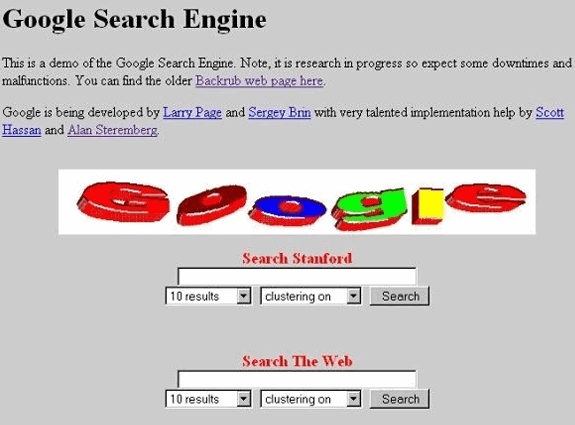 Google Search Engine
This is a demo of the Google Search Engine. Note, it is research in progress so expect some downtimes and
malfunctions. You can find the older Backrub web page here.
Google is being developed by Larry Page and Sergey Brin with very talented implementation help by Scott
Hassan and Alan Steremberg.
Google
Search Stanford
10 results clustering on Search
Search The Web
10 results clustering on Search